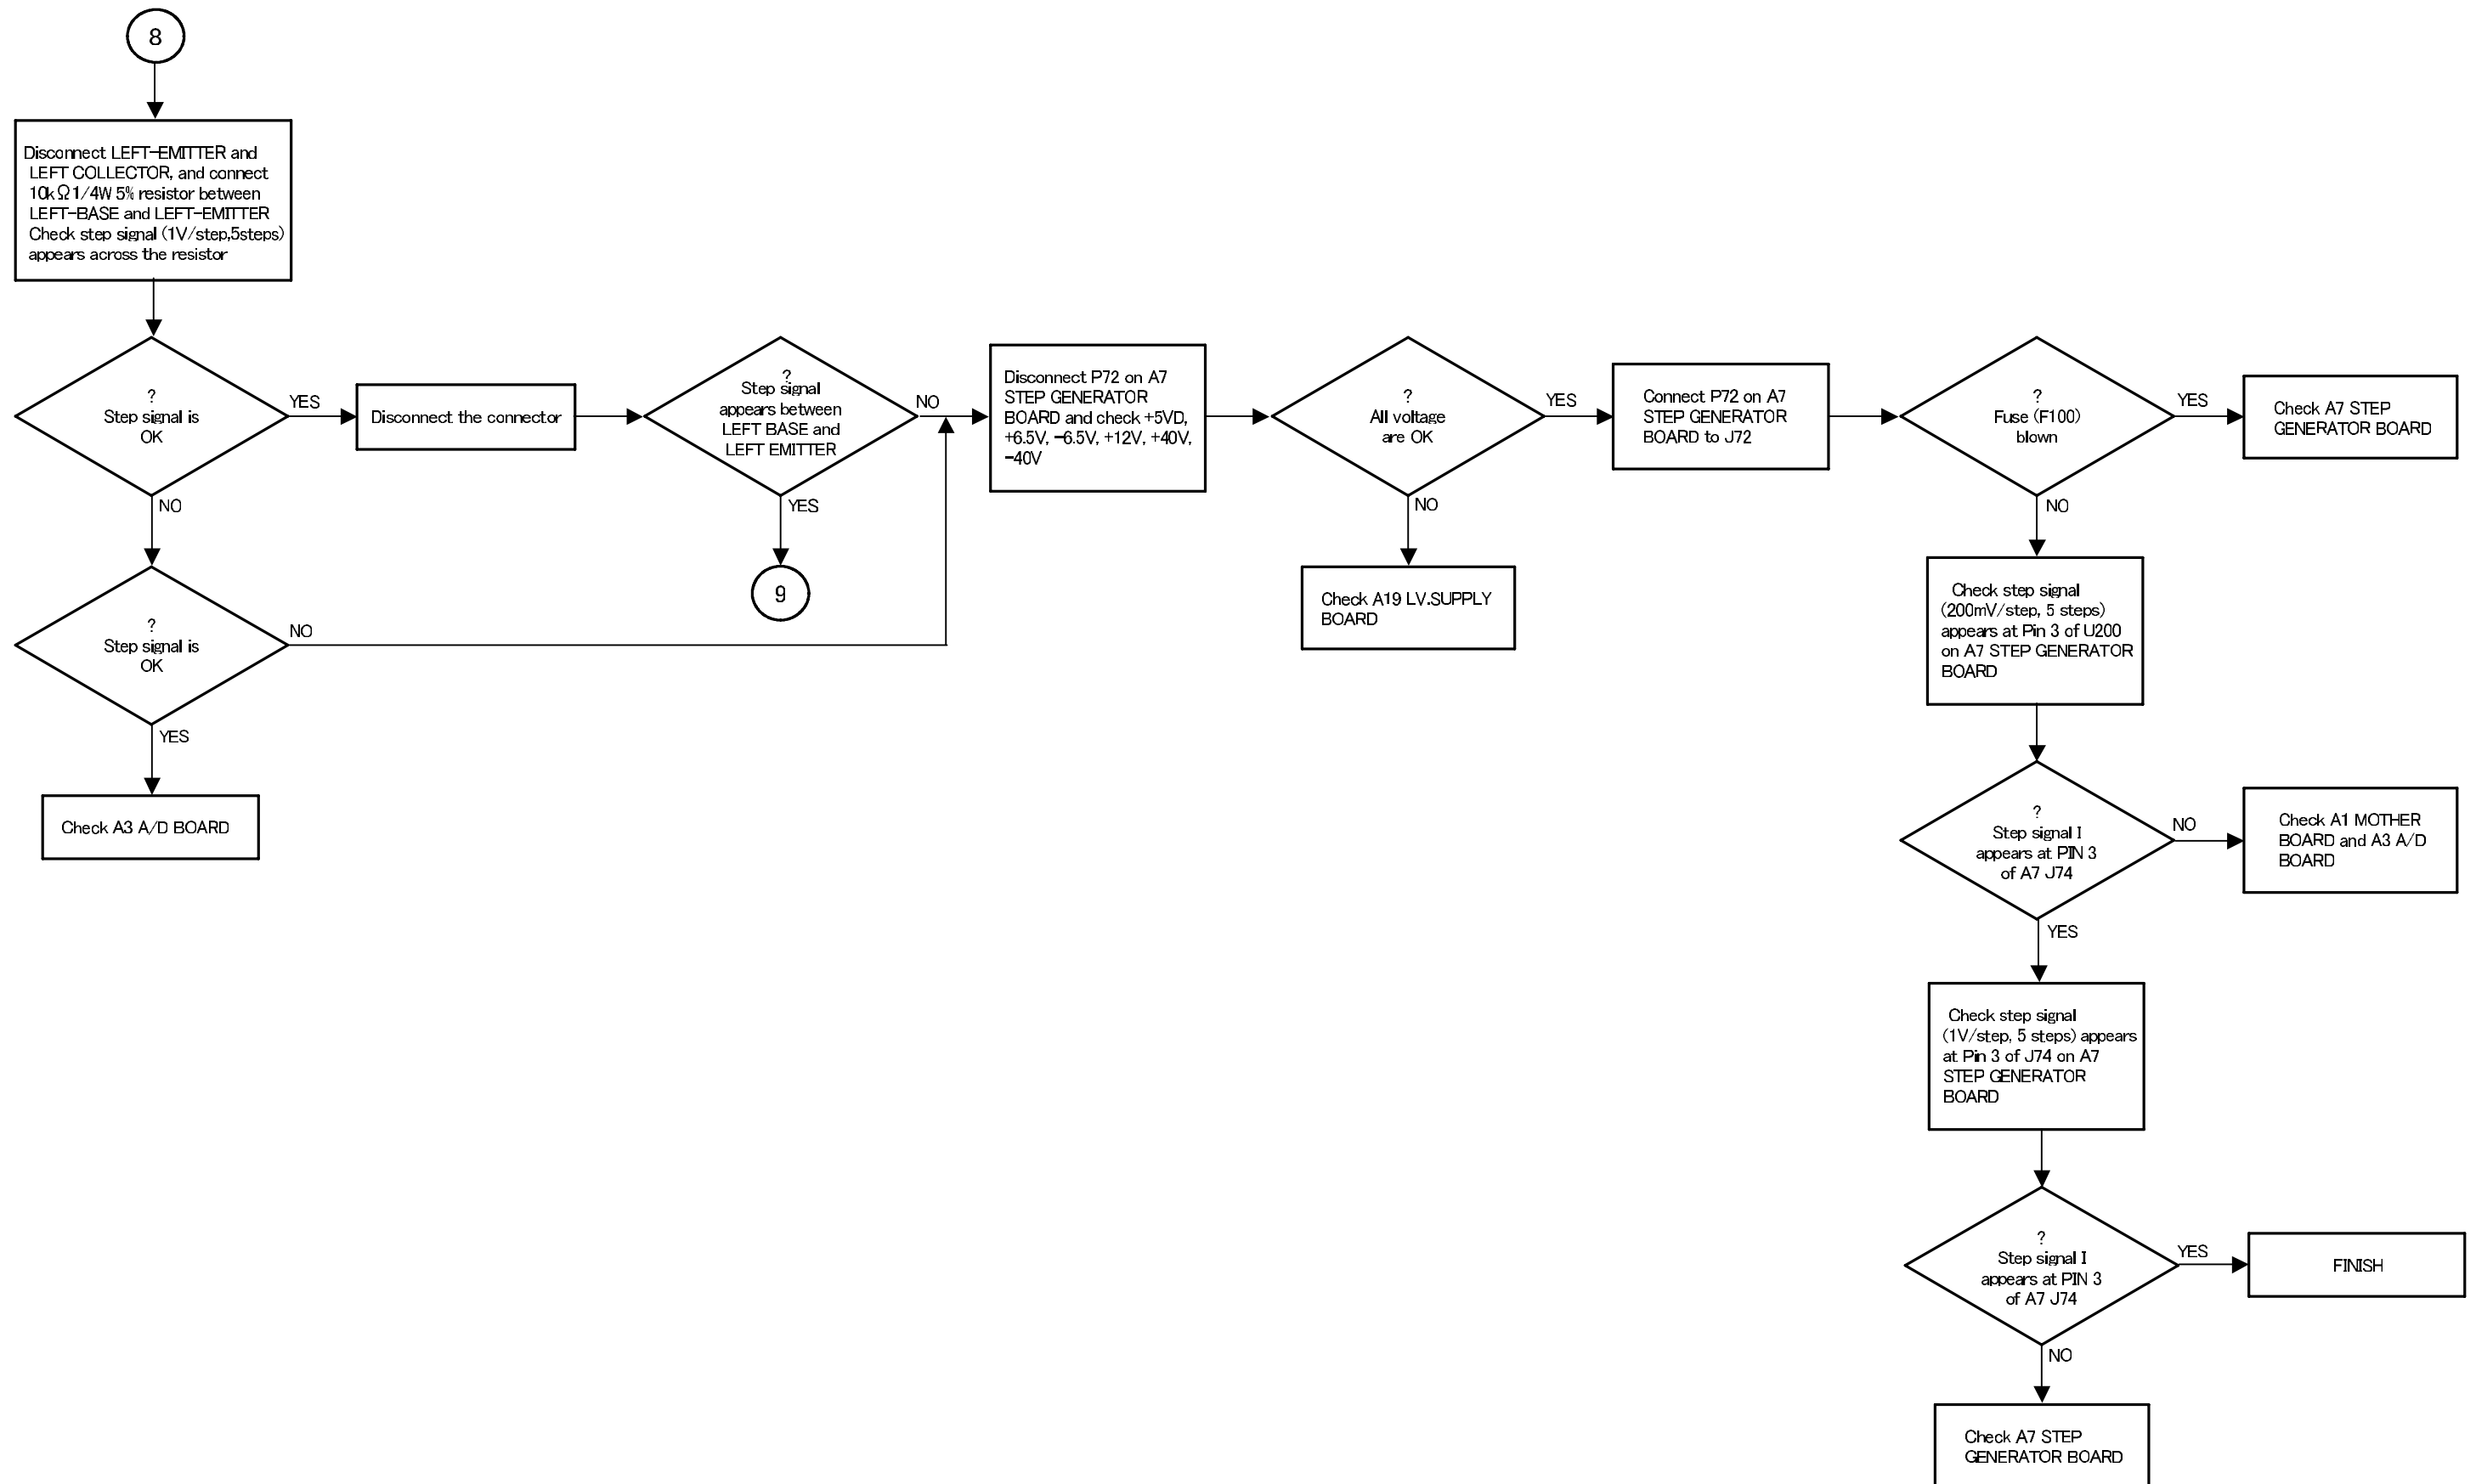 8
Disconnect LEFT-EMITTER and
LEFT COLLECTOR, and connect
10kΩ1/4W 5% resistor between
LEFT-BASE and LEFT-EMITTER
Check step signal (1V/step,5steps)
appears across the resistor
?
Step signal is
OK
YES
NO
Disconnect the connector
?
Step signal
appears between
LEFT BASE and
LEFT EMITTER
NO
YES
9
Disconnect P72 on A7
STEP GENERATOR
BOARD and check +5VD,
+6.5V, -6.5V, +12V, +40V,
-40V
?
All voltage
are OK
YES
NO
Check A19 LV.SUPPLY
BOARD
Connect P72 on A7
STEP GENERATOR
BOARD to J72
?
Fuse (F100)
blown
YES
NO
Check A7 STEP
GENERATOR BOARD
?
Step signal is
OK
NO
YES
Check A3 A/D BOARD
Check step signal
(200mV/step, 5 steps)
appears at Pin 3 of U200
on A7 STEP GENERATOR
BOARD
?
Step signal I
appears at PIN 3
of A7 J74
NO
YES
Check A1 MOTHER
BOARD and A3 A/D
BOARD
Check step signal
(1V/step, 5 steps) appears
at Pin 3 of J74 on A7
STEP GENERATOR
BOARD
?
Step signal I
appears at PIN 3
of A7 J74
YES
NO
FINISH
Check A7 STEP
GENERATOR BOARD